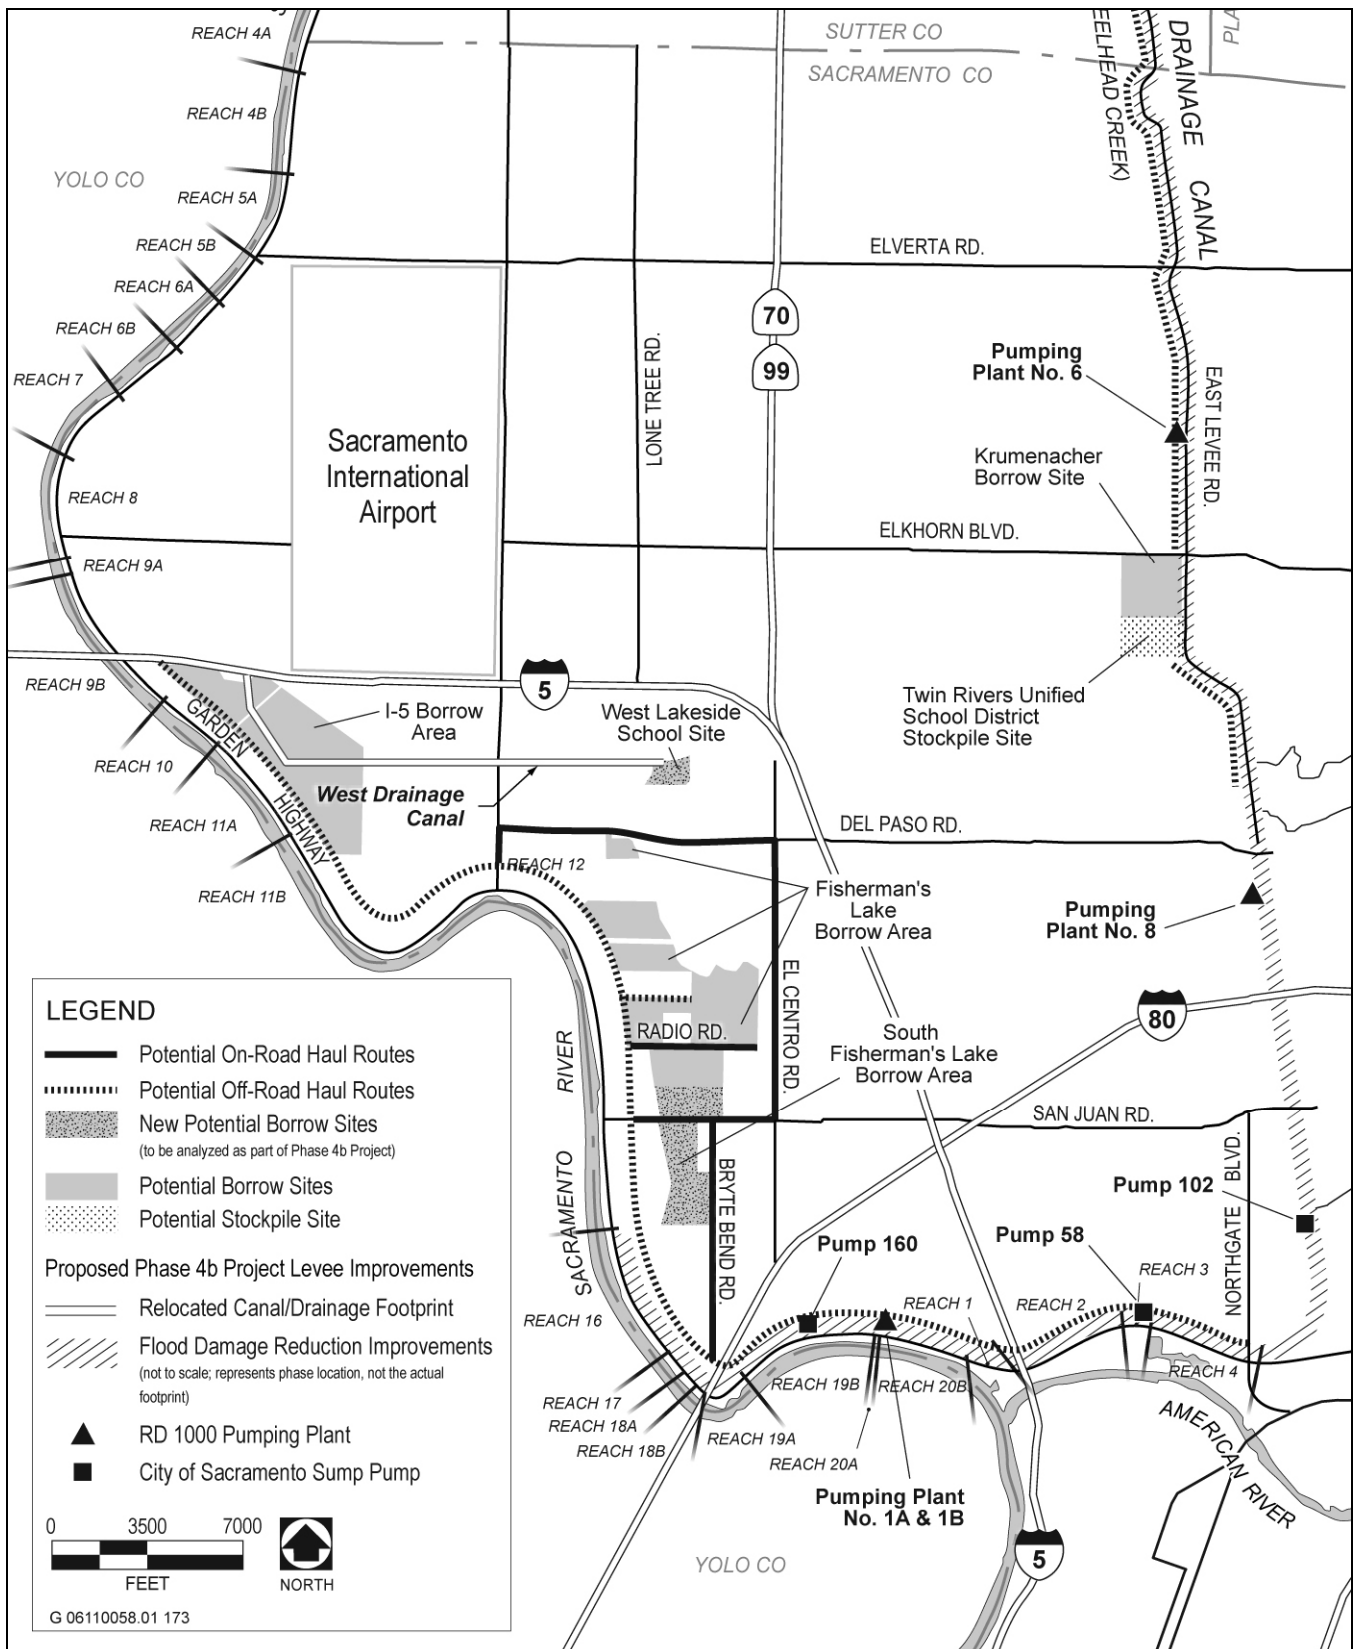 REACH 4A
SUTTER CO
SACRAMENTO CO
EELHEAD CREEK)
DRAINAGE CANAL
PLA
REACH 4B
YOLO CO
REACH 5A
REACH 5B
ELVERTA RD.
REACH 6A
70
REACH 6B
LONE TREE RD.
99
Pumping
Plant No. 6
REACH 7
EAST LEVEE RD.
Sacramento
International
Airport
Krumenacher
Borrow Site
REACH 8
ELKHORN BLVD.
REACH 9A
REACH 9B
5
I-5 Borrow
Area
West Lakeside
School Site
Twin Rivers Unified
School District
Stockpile Site
GARDEN HIGHWAY
REACH 10
West Drainage
Canal
REACH 11A
DEL PASO RD.
REACH 12
REACH 11B
Fisherman's
Lake
Borrow Area
Pumping
Plant No. 8
EL CENTRO RD.
80
RADIO RD.
South
Fisherman's Lake
Borrow Area
SACRAMENTO RIVER
SAN JUAN RD.
BRYTE BEND RD.
NORTHGATE BLVD.
Pump 102
Pump 160
Pump 58
REACH 3
REACH 1
REACH 2
REACH 16
REACH 4
REACH 19B
REACH 20B
REACH 17
REACH 18A
REACH 18B
REACH 19A
REACH 20A
AMERICAN RIVER
Pumping Plant
No. 1A & 1B
YOLO CO
5
LEGEND
Potential On-Road Haul Routes
Potential Off-Road Haul Routes
New Potential Borrow Sites
(to be analyzed as part of Phase 4b Project)
Potential Borrow Sites
Potential Stockpile Site
Proposed Phase 4b Project Levee Improvements
Relocated Canal/Drainage Footprint
Flood Damage Reduction Improvements
(not to scale; represents phase location, not the actual
footprint)
RD 1000 Pumping Plant
City of Sacramento Sump Pump
0 3500 7000
FEET
NORTH
G 06110058.01 173